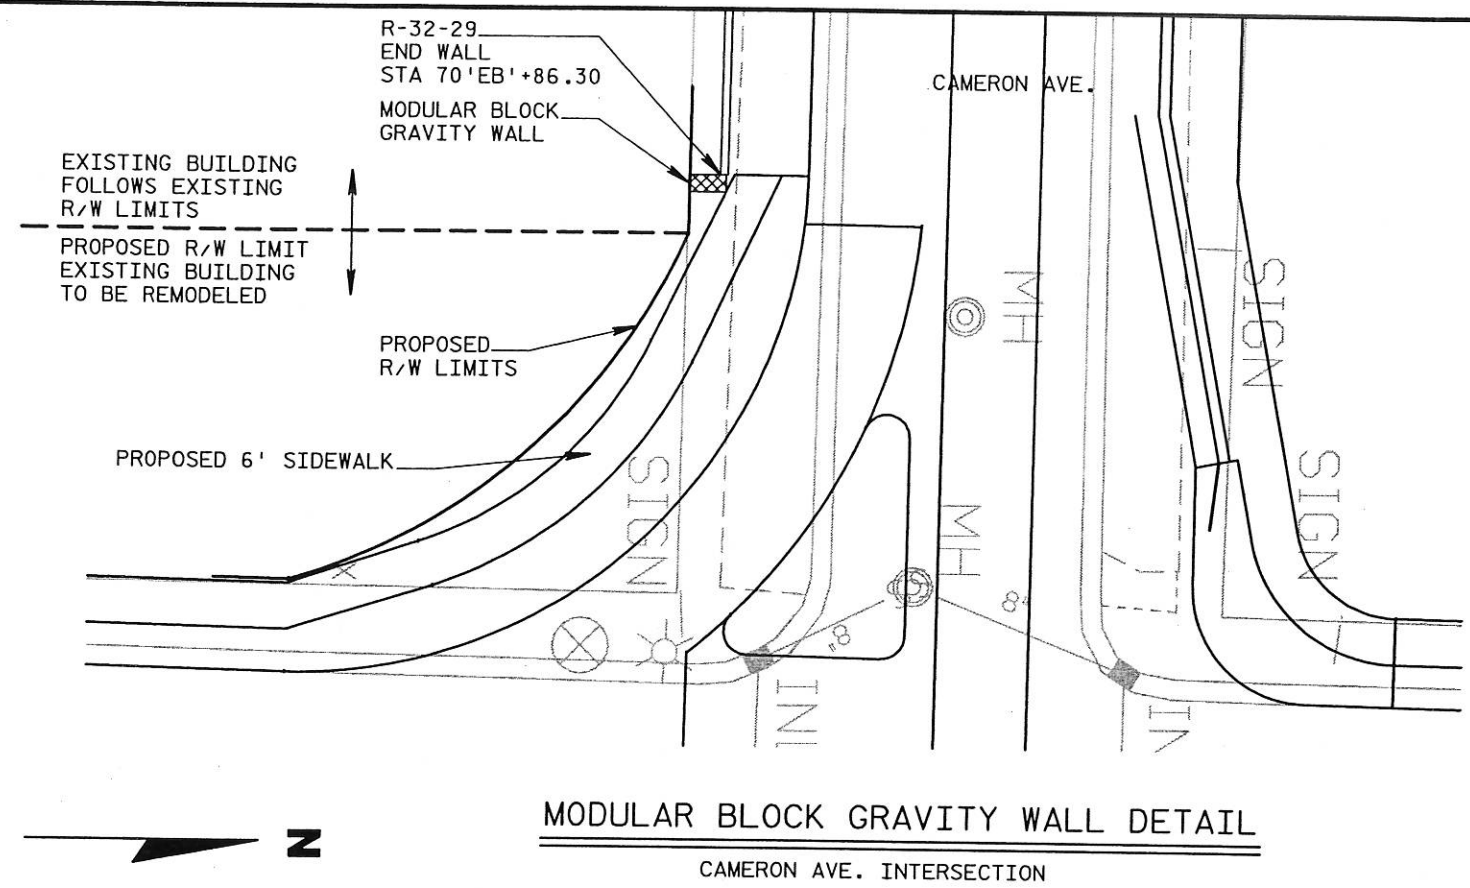 R-32-29
END WALL
STA 70'EB'+86.30
MODULAR BLOCK
GRAVITY WALL
CAMERON AVE.
EXISTING BUILDING
FOLLOWS EXISTING
R/W LIMITS
PROPOSED R/W LIMIT
EXISTING BUILDING
TO BE REMODELED
PROPOSED
R/W LIMITS
PROPOSED 6' SIDEWALK
SIGN
MH
SIGN
MH
SIGN
8"
8"
INL
IN
N
MODULAR BLOCK GRAVITY WALL DETAIL
CAMERON AVE. INTERSECTION